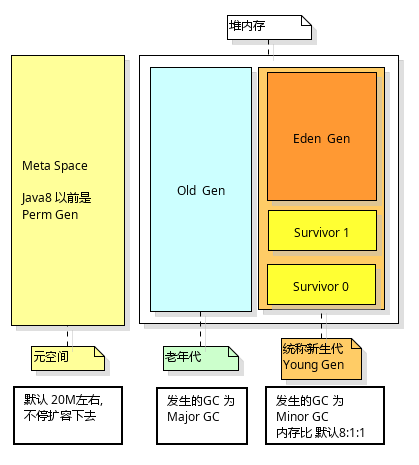 堆内存
Meta Space
Java8 以前是
Perm Gen
Old Gen
Eden Gen
Survivor 1
Survivor 0
元空间
老年代
统称新生代
Young Gen
默认 20M左右,
不停扩容下去
发生的GC 为
Major GC
发生的GC 为
Minor GC
内存比 默认8:1:1